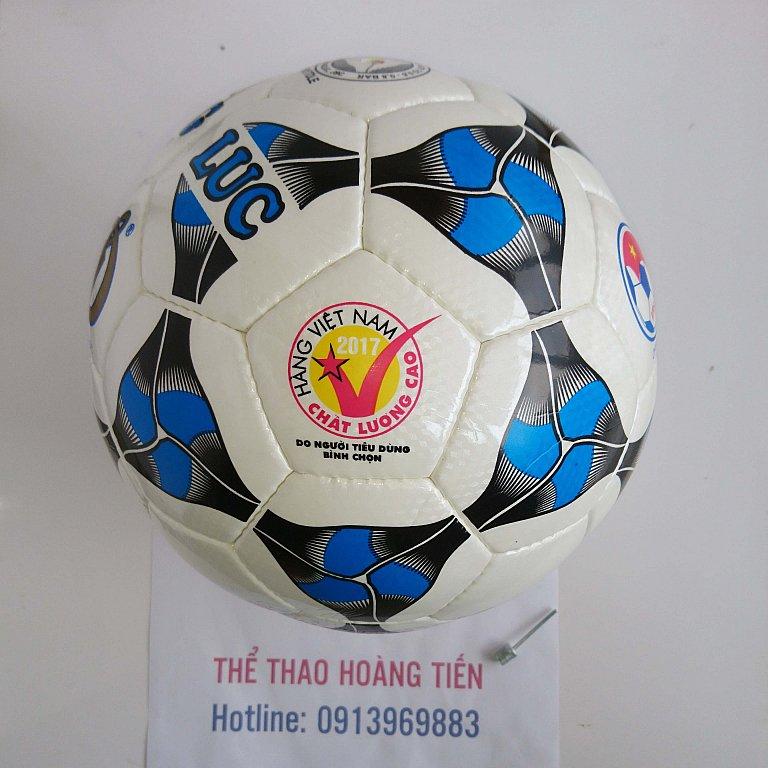 LUC
HÀNG VIỆT NAM
2017
CHẤT LƯỢNG CAO
DO NGƯỜI TIÊU DÙNG
BÌNH CHỌN
THỂ THAO HOÀNG TIẾN
Hotline: 0913969883